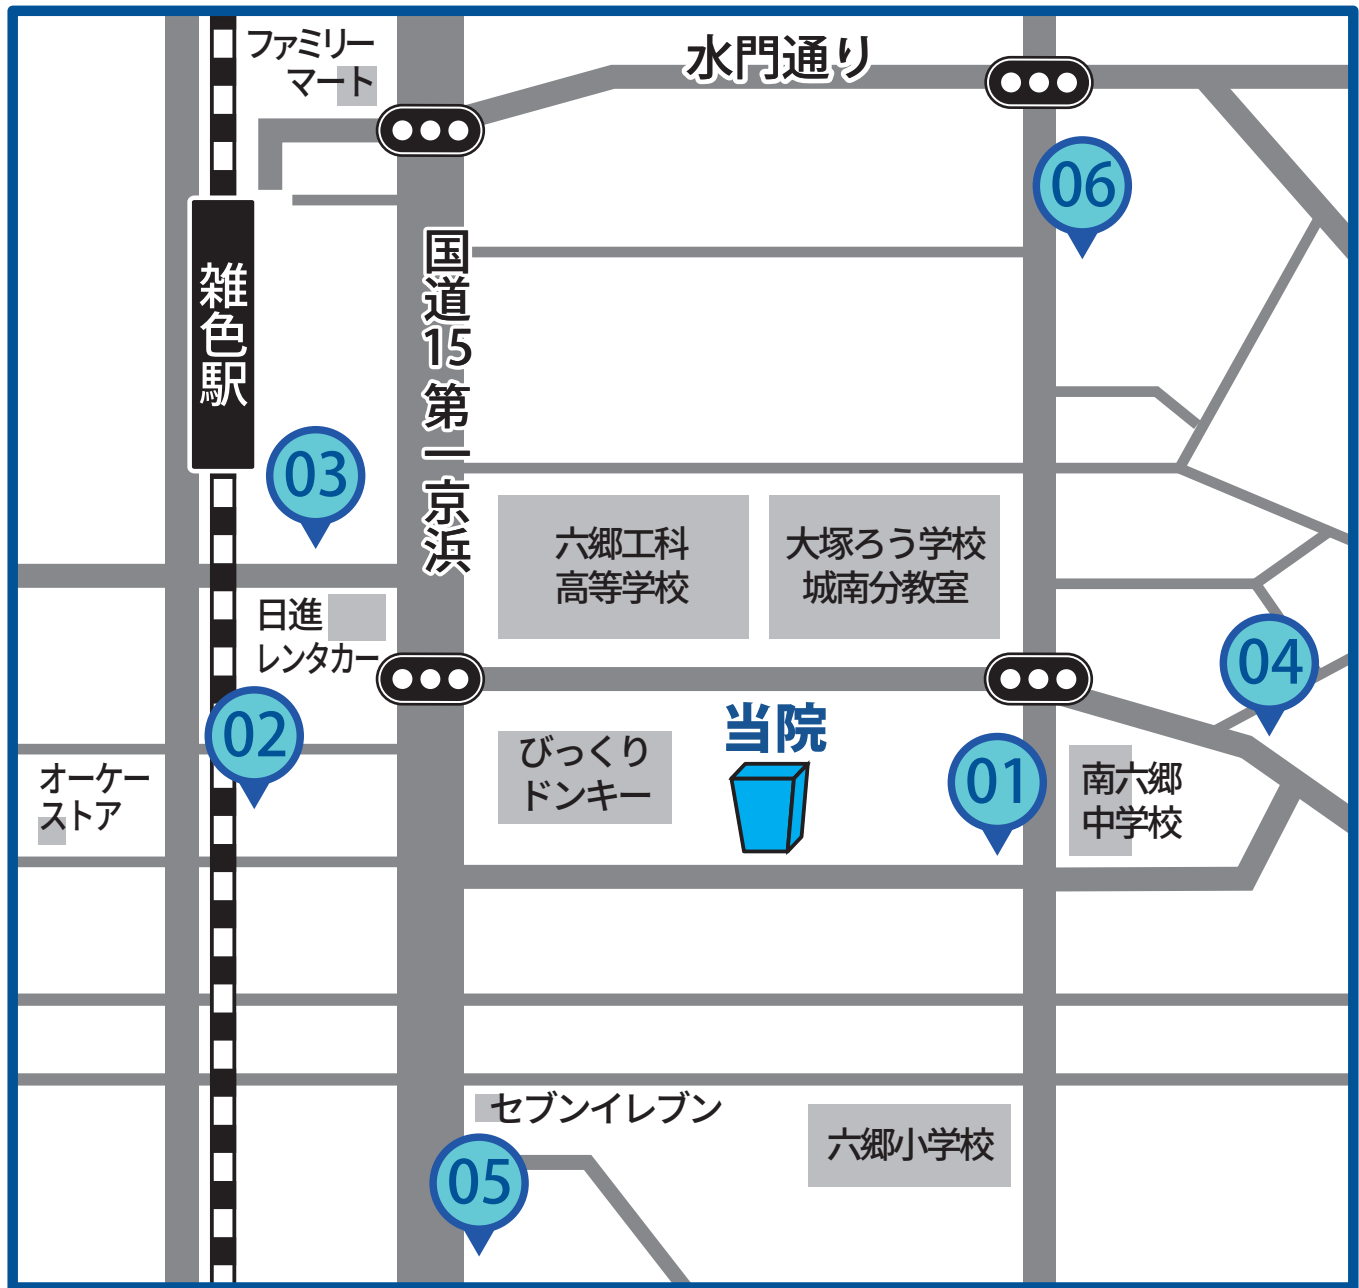 ファミリー
マート
水門通り
06
雑色駅
国道15 第一京浜
03
六郷工科
高等学校
大塚ろう学校
城南分教室
日進
レンタカー
04
02
当院
びっくり
ドンキー
01
オーケー
ストア
南六郷
中学校
セブンイレブン
六郷小学校
05